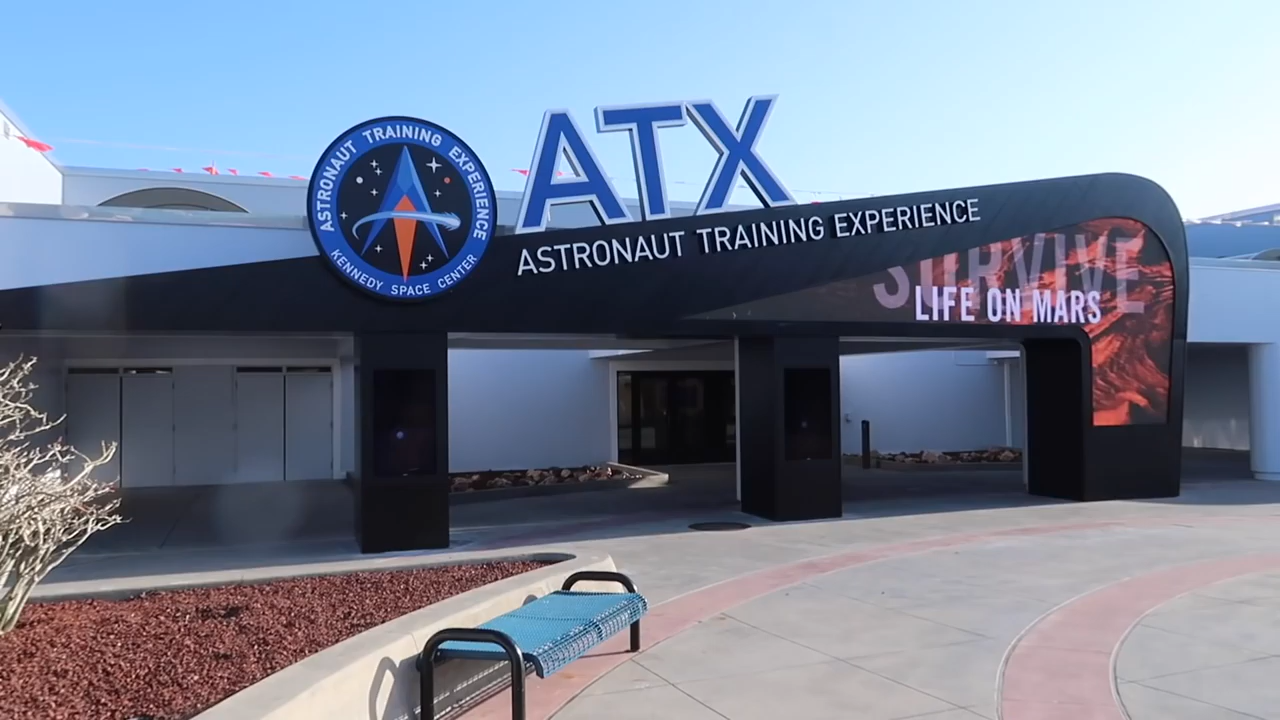 ASTRONAUT TRAINING EXPERIENCE
KENNEDY SPACE CENTER
ATX
ASTRONAUT TRAINING EXPERIENCE
SURVIVE
LIFE ON MARS